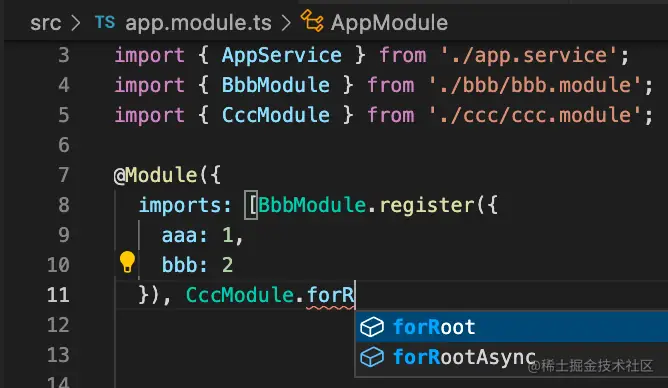 src > TS app.module.ts > AppModule
3 import { AppService } from './app.service';
4 import { BbbModule } from './bbb/bbb.module';
5 import { CccModule } from './ccc/ccc.module';
6
7 @Module({
8 imports: [BbbModule.register({
9 aaa: 1,
10 bbb: 2
11 }), CccModule.forR
12 forRoot
13 forRootAsync
@稀土掘金技术社区
14